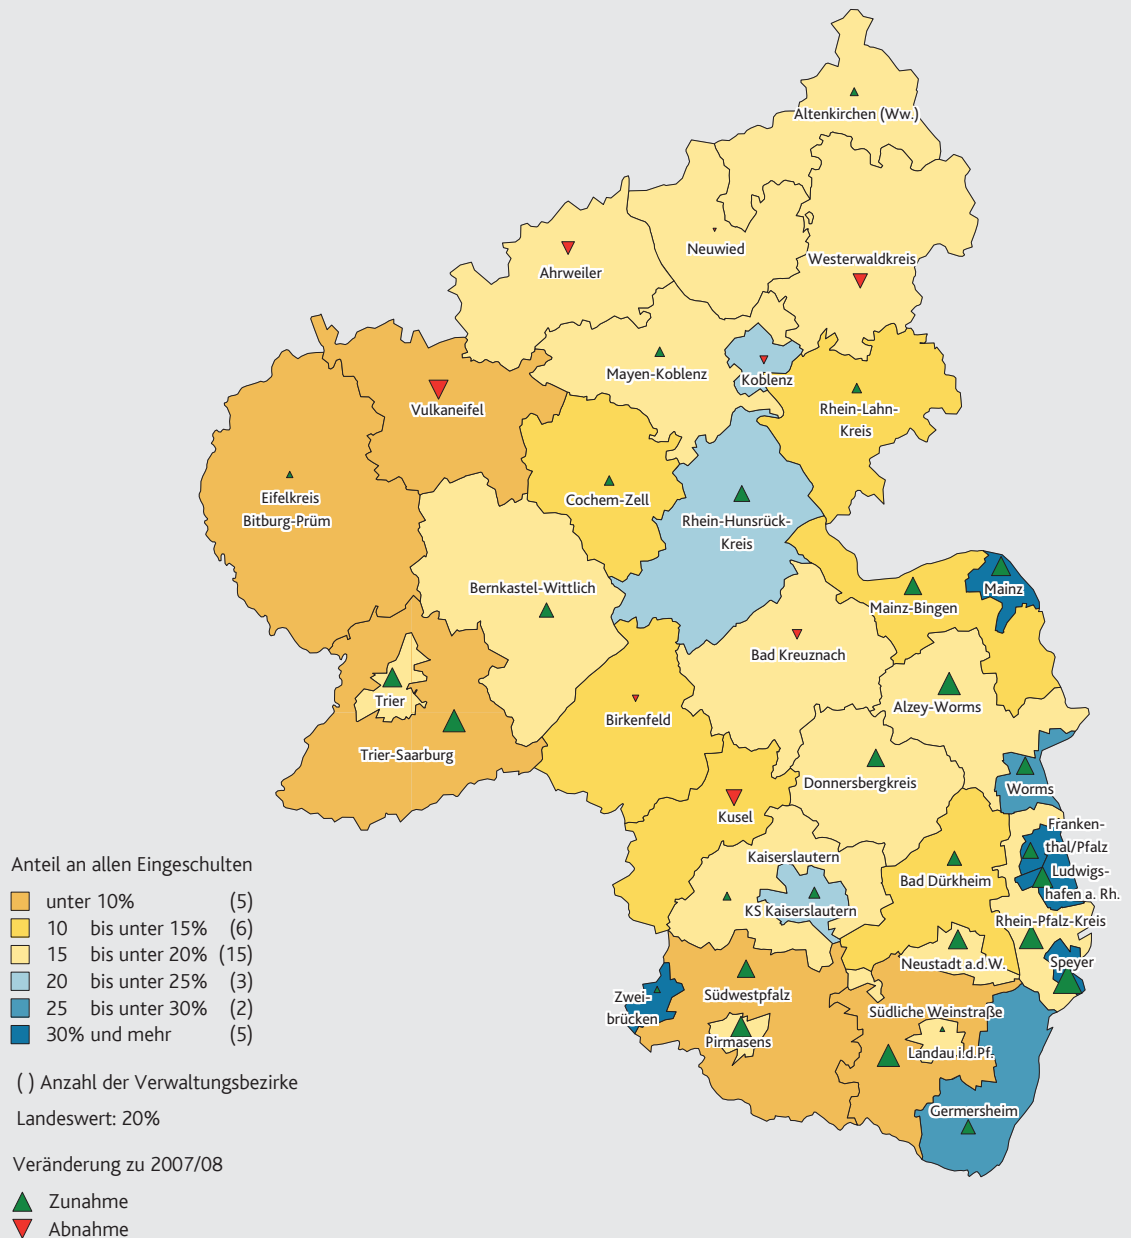 Altenkirchen (Ww.)
Neuwied
Westerwaldkreis
Ahrweiler
Mayen-Koblenz
Koblenz
Vulkaneifel
Rhein-Lahn-
Kreis
Eifelkreis
Bitburg-Prüm
Cochem-Zell
Rhein-Hunsrück-
Kreis
Bernkastel-Wittlich
Mainz-Bingen
Mainz
Bad Kreuznach
Trier
Birkenfeld
Alzey-Worms
Trier-Saarburg
Donnersbergkreis
Worms
Kusel
Franken-
thal/Pfalz
Kaiserslautern
Ludwigs-
hafen a. Rh.
Bad Dürkheim
KS Kaiserslautern
Rhein-Pfalz-Kreis
Neustadt a.d.W.
Speyer
Zwei-
brücken
Südwestpfalz
Südliche Weinstraße
Pirmasens
Landau i.d.Pf.
Germersheim
Anteil an allen Eingeschulten
unter 10% (5)
10 bis unter 15% (6)
15 bis unter 20% (15)
20 bis unter 25% (3)
25 bis unter 30% (2)
30% und mehr (5)
( ) Anzahl der Verwaltungsbezirke
Landeswert: 20%
Veränderung zu 2007/08
Zunahme
Abnahme